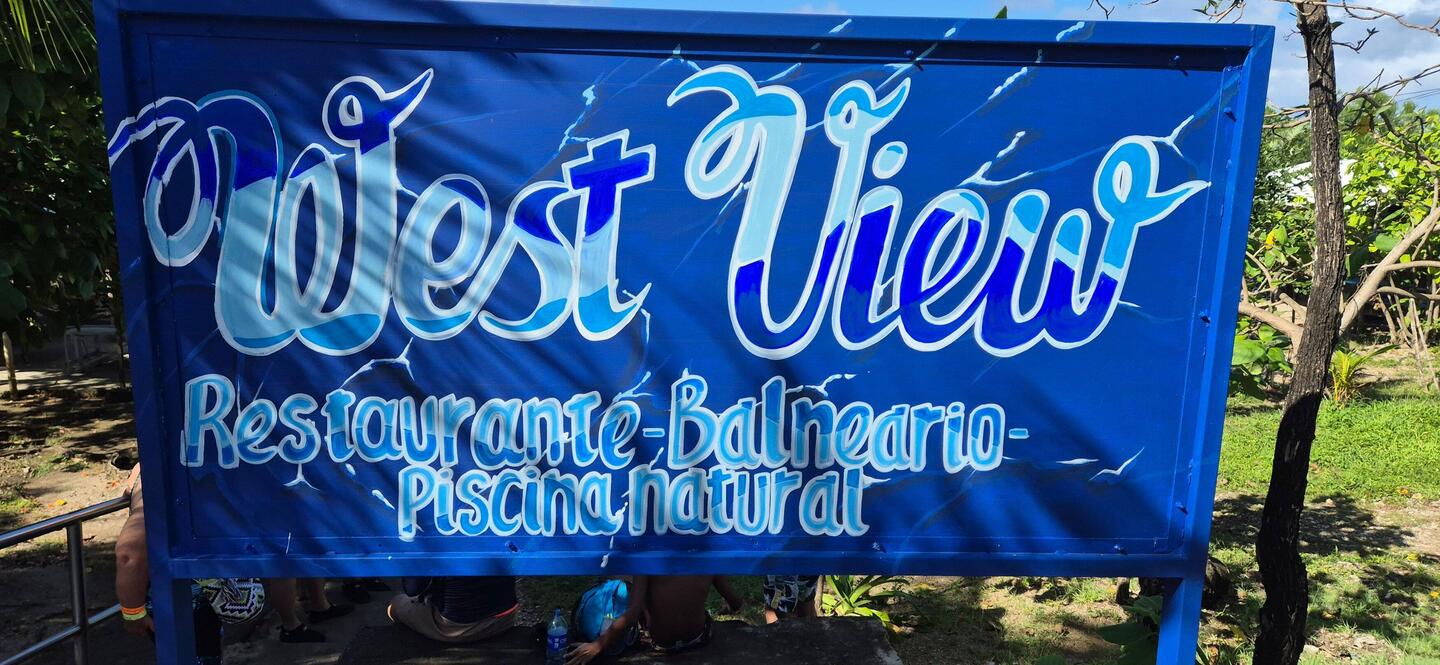 West View
Restaurante-Balneario-
Piscina natural